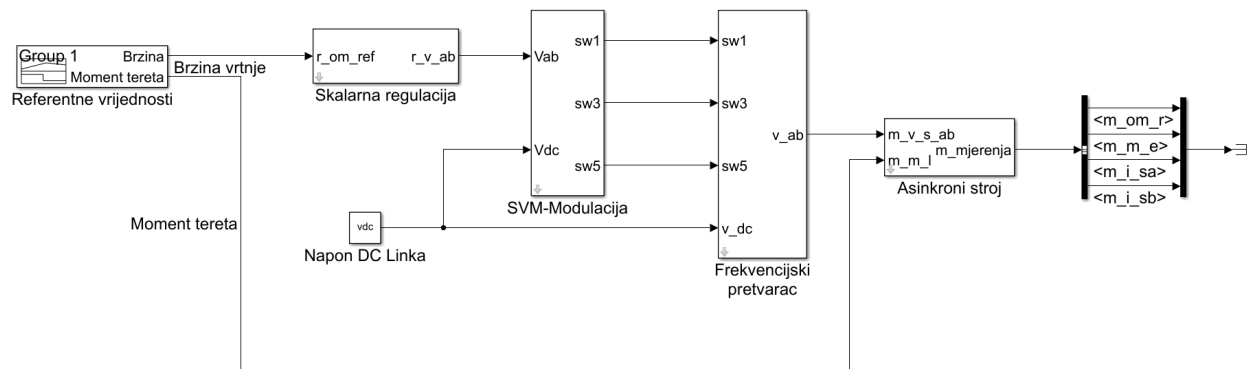 Group 1
Brzina
Moment tereta
Referentne vrijednosti
Brzina vrtnje
Moment tereta
r_om_ref
r_v_ab
Skalarna regulacija
vdc
Napon DC Linka
Vab
Vdc
sw1
sw3
sw5
SVM-Modulacija
sw1
sw3
sw5
v_dc
v_ab
Frekvencijski
pretvarac
m_v_s_ab
m_m_l
m_mjerenja
Asinkroni stroj
<m_om_r>
<m_m_e>
<m_i_sa>
<m_i_sb>